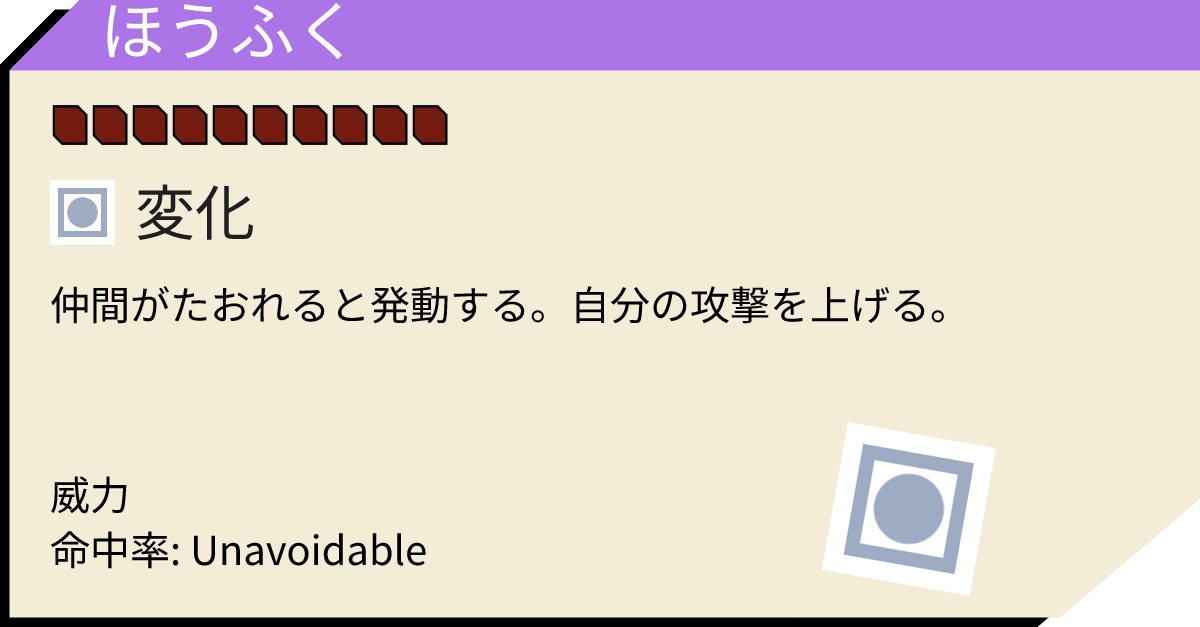 ほうふく
変化
仲間がたおれると発動する。自分の攻撃を上げる。
威力
命中率: Unavoidable